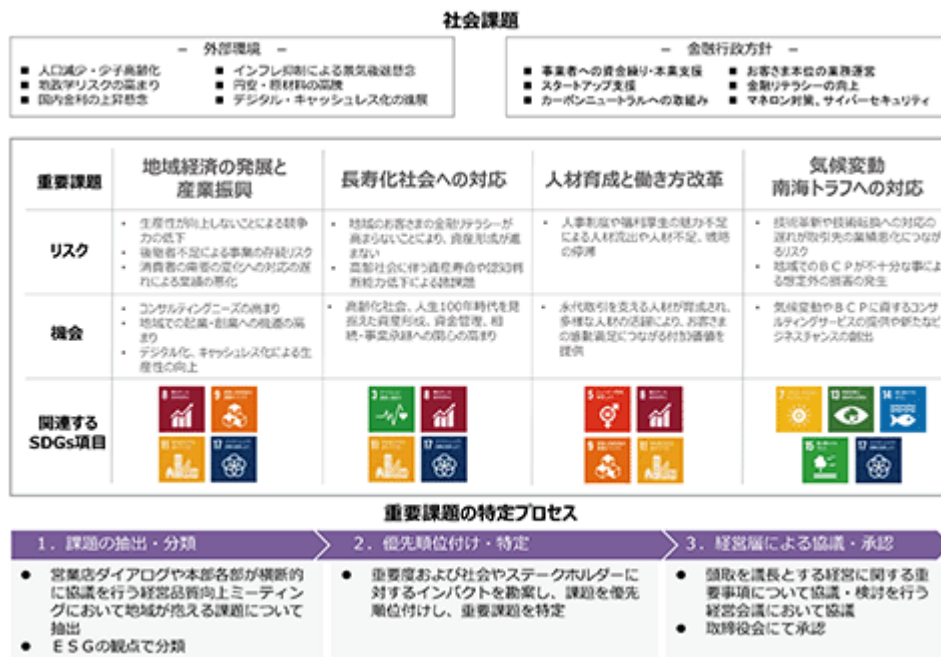 社会課題
－ 外部環境 －
■ 人口減少・少子高齢化
■ 地政学リスクの高まり
■ 国内金利の上昇懸念
■ インフレ抑制による景気後退懸念
■ 円安・原材料の高騰
■ デジタル・キャッシュレス化の進展
－ 金融行政方針 －
■ 事業者への資金繰り・本業支援
■ スタートアップ支援
■ カーボンニュートラルへの取組み
■ お客さま本位の業務運営
■ 金融リテラシーの向上
■ マネロン対策、サイバーセキュリティ
重要課題
地域経済の発展と
産業振興
長寿化社会への対応
人材育成と働き方改革
気候変動
南海トラフへの対応
リスク
• 生産性が向上しないことによる競争
力の低下
• 後継者不足による事業の存続リスク
• 消費者の需要の変化への対応の遅
れによる業績の悪化
• 地域のお客さまの金融リテラシーが
高まらないことにより、資産形成が進
まない
• 高齢社会に伴う資産寿命や認知判
断能力低下による諸課題
• 人事制度や福利厚生の魅力不足
による人材流出や人材不足、戦略
の停滞
• 技術革新や技術転換への対応の
遅れが取引先の業績悪化につなが
るリスク
• 地域でのＢＣＰが不十分な事によ
る想定外の損害の発生
機会
• コンサルティングニーズの高まり
• 地域での起業・創業への機運の高
まり
• デジタル化、キャッシュレス化による生
産性の向上
• 高齢化社会、人生100年時代を見
据えた資産形成、資金管理、相
続・事業承継への関心の高まり
• 永代取引を支える人材が育成され、
多様な人材の活躍により、お客さま
の感動満足につながる付加価値を
提供
• 気候変動やＢＣＰに資するコンサ
ルティングサービスの提供や新たなビ
ジネスチャンスの創出
関連する
SDGs項目
8
9
11
17
3
8
11
17
5
8
9
11
7
13
14
15
17
重要課題の特定プロセス
1．課題の抽出・分類
2．優先順位付け・特定
3．経営層による協議・承認
● 営業店ダイアログや本部各部が横断的
に協議を行う経営品質向上ミーティン
グにおいて地域が抱える課題について
抽出
● ＥＳＧの観点で分類
● 重要度および社会やステークホルダーに
対するインパクトを勘案し、課題を優先
順位付けし、重要課題を特定
● 頭取を議長とする経営に関する重
要事項について協議・検討を行う
経営会議において協議
● 取締役会にて承認